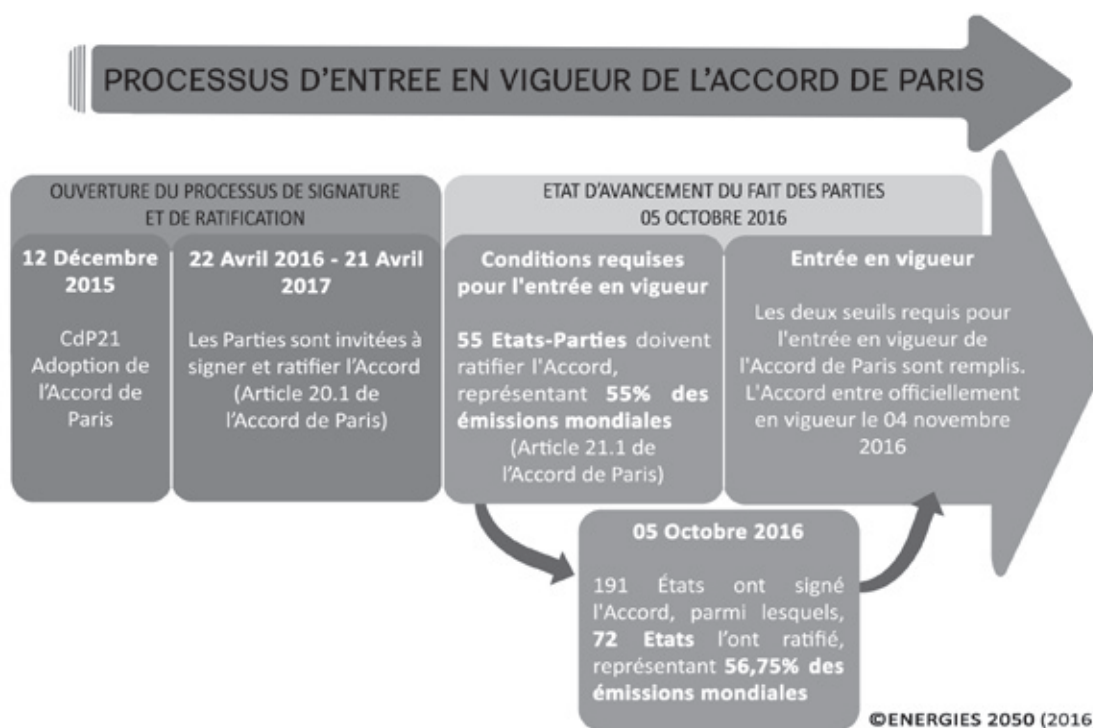 PROCESSUS D'ENTREE EN VIGUEUR DE L'ACCORD DE PARIS
OUVERTURE DU PROCESSUS DE SIGNATURE
ET DE RATIFICATION
12 Décembre
2015
CdP21
Adoption de
l'Accord de
Paris
22 Avril 2016 - 21 Avril
2017
Les Parties sont invitées à
signer et ratifier l'Accord
(Article 20.1 de
l'Accord de Paris)
ETAT D'AVANCEMENT DU FAIT DES PARTIES
05 OCTOBRE 2016
Conditions requises
pour l'entrée en vigueur
55 Etats-Parties doivent
ratifier l'Accord,
représentant 55% des
émissions mondiales
(Article 21.1 de
l'Accord de Paris)
Entrée en vigueur
Les deux seuils requis pour
l'entrée en vigueur de
l'Accord de Paris sont remplis.
L'Accord entre officiellement
en vigueur le 04 novembre
2016
05 Octobre 2016
191 États ont signé
l'Accord, parmi lesquels,
72 Etats l'ont ratifié,
représentant 56,75% des
émissions mondiales
©ENERGIES 2050 (2016